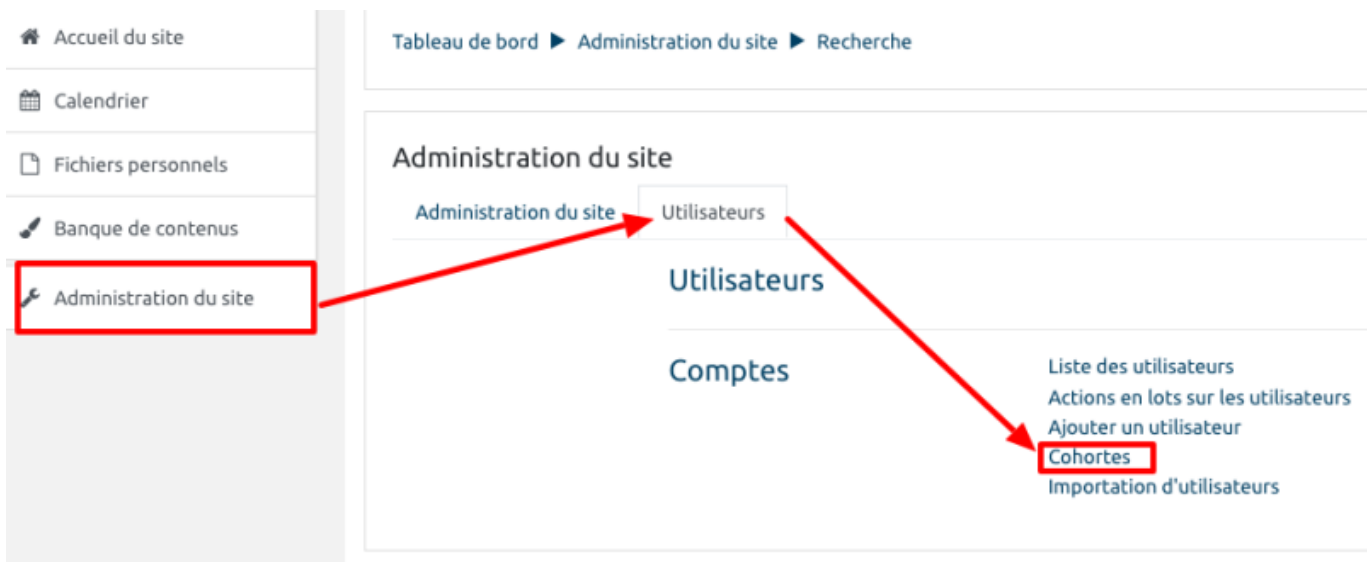 Accueil du site
Calendrier
Fichiers personnels
Banque de contenus
Administration du site
Tableau de bord ▶ Administration du site ▶ Recherche
Administration du site
Administration du site Utilisateurs
Utilisateurs
Comptes
Liste des utilisateurs
Actions en lots sur les utilisateurs
Ajouter un utilisateur
Cohortes
Importation d'utilisateurs